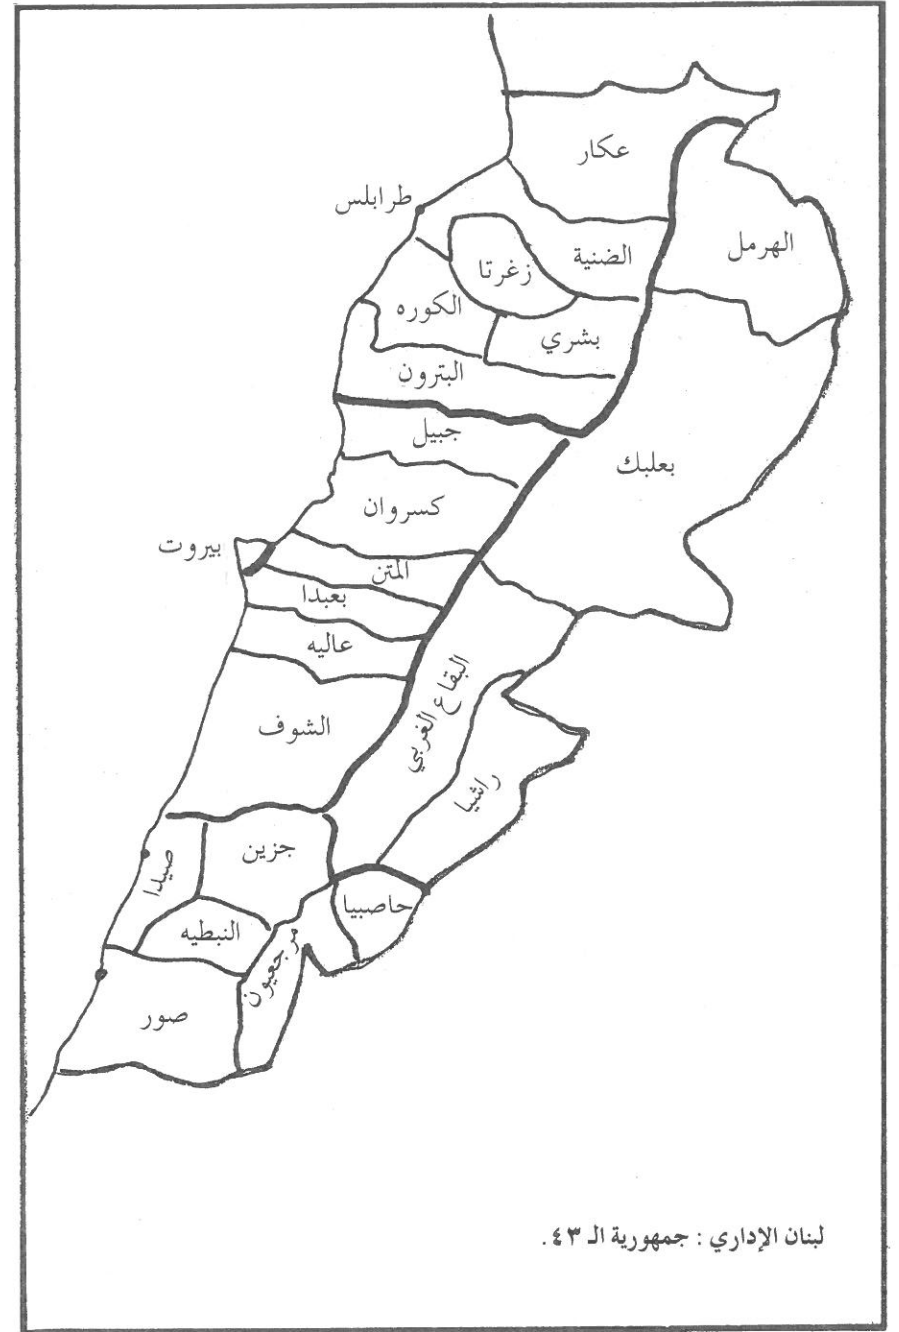 عكار
طرابلس
الهرمل
الضنية
زغرتا
الكوره
بشري
البترون
جبيل
بعلبك
كسروان
بيروت
المتن
بعبدا
عاليه
البقاع الغربي
الشوف
راشيا
جزين
صيدا
حاصبيا
النبطيه
مرجعيون
صور
لبنان الإداري : جمهورية الـ ٤٣ .